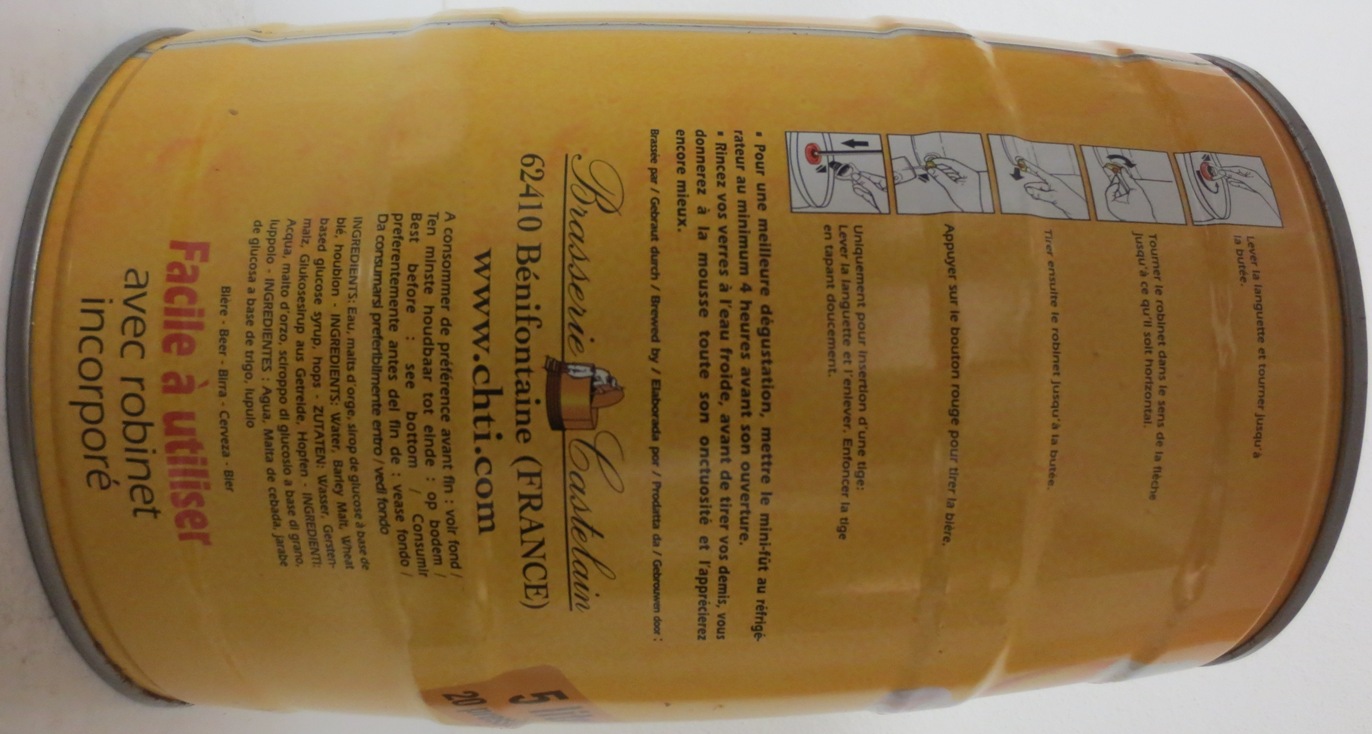 Lever la languette et tourner jusqu'à
la butée.
Tourner le robinet dans le sens de la flèche
jusqu'à ce qu'il soit horizontal.
Tirer ensuite le robinet jusqu'à la butée.
Appuyer sur le bouton rouge pour tirer la bière.
Uniquement pour insertion d'une tige:
Lever la languette et l'enlever. Enfoncer la tige
en tapant doucement.
• Pour une meilleure dégustation, mettre le mini-fût au réfrigé-
rateur au minimum 4 heures avant son ouverture.
• Rincez vos verres à l'eau froide, avant de tirer vos demis, vous
donnerez à la mousse toute son onctuosité et l'apprécierez
encore mieux.
Brassée par / Gebraut durch / Brewed by / Elaborada por / Prodatta da / Gebrouwen door :
Brasserie Castelain
62410 Bénifontaine (FRANCE)
www.chti.com
A consommer de préférence avant fin : voir fond /
Ten minste houdbaar tot einde : op bodem /
Best before : see bottom / Consumir
preferentemente antes del fin de : vease fondo /
Da consumarsi preferibilmente entro / vedi fondo
INGREDIENTS: Eau, malts d'orge, sirop de glucose à base de
blé, houblon - INGREDIENTS: Water, Barley Malt, Wheat
based glucose syrup, hops - ZUTATEN: Wasser, Gersten-
malz, Glukosesirup aus Getreide, Hopfen - INGREDIENTI:
Acqua, malto d'orzo, sciroppo di glucosio a base di grano,
luppolo - INGREDIENTES : Agua, Malta de cebada, jarabe
de glucosa a base de trigo, lupulo
Bière - Beer - Birra - Cerveza - Bier
Facile à utiliser
avec robinet
incorporé
5
20